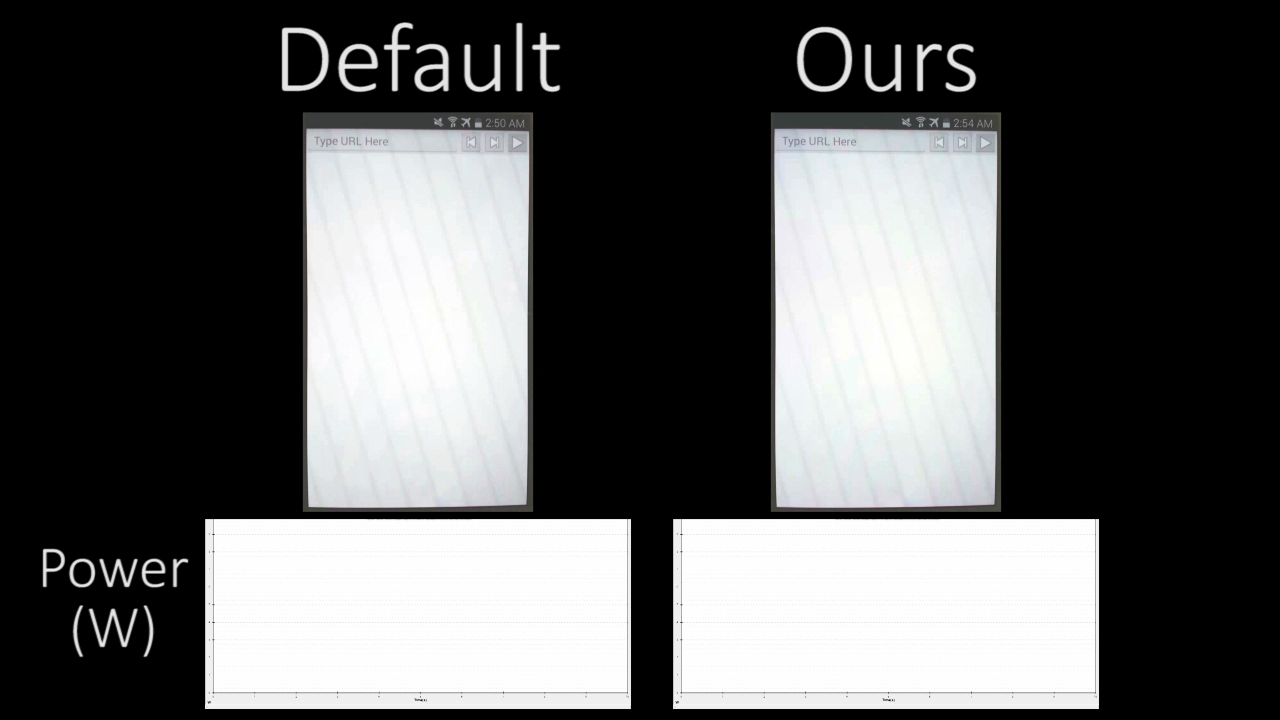 Default Ours
2:50 AM
2:54 AM
Type URL Here
Type URL Here
Power
(W)